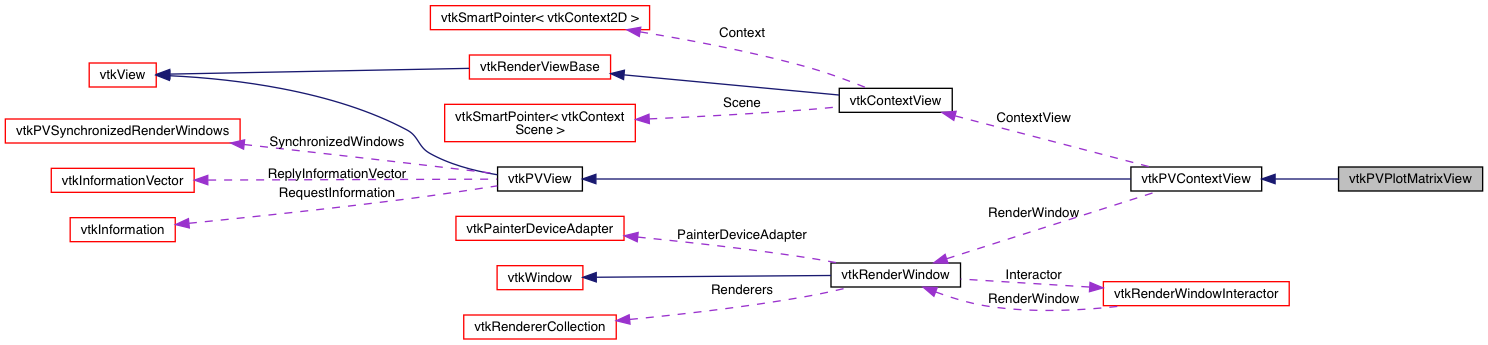 vtkSmartPointer< vtkContext2D >
Context
vtkView
vtkRenderViewBase
vtkContextView
vtkSmartPointer< vtkContext
Scene >
Scene
ContextView
vtkPVSynchronizedRenderWindows
SynchronizedWindows
vtkInformationVector
ReplyInformationVector
RequestInformation
vtkPVView
vtkPVContextView
vtkPVPlotMatrixView
vtkInformation
vtkPainterDeviceAdapter
PainterDeviceAdapter
RenderWindow
vtkWindow
vtkRenderWindow
Interactor
RenderWindow
vtkRenderWindowInteractor
Renderers
vtkRendererCollection